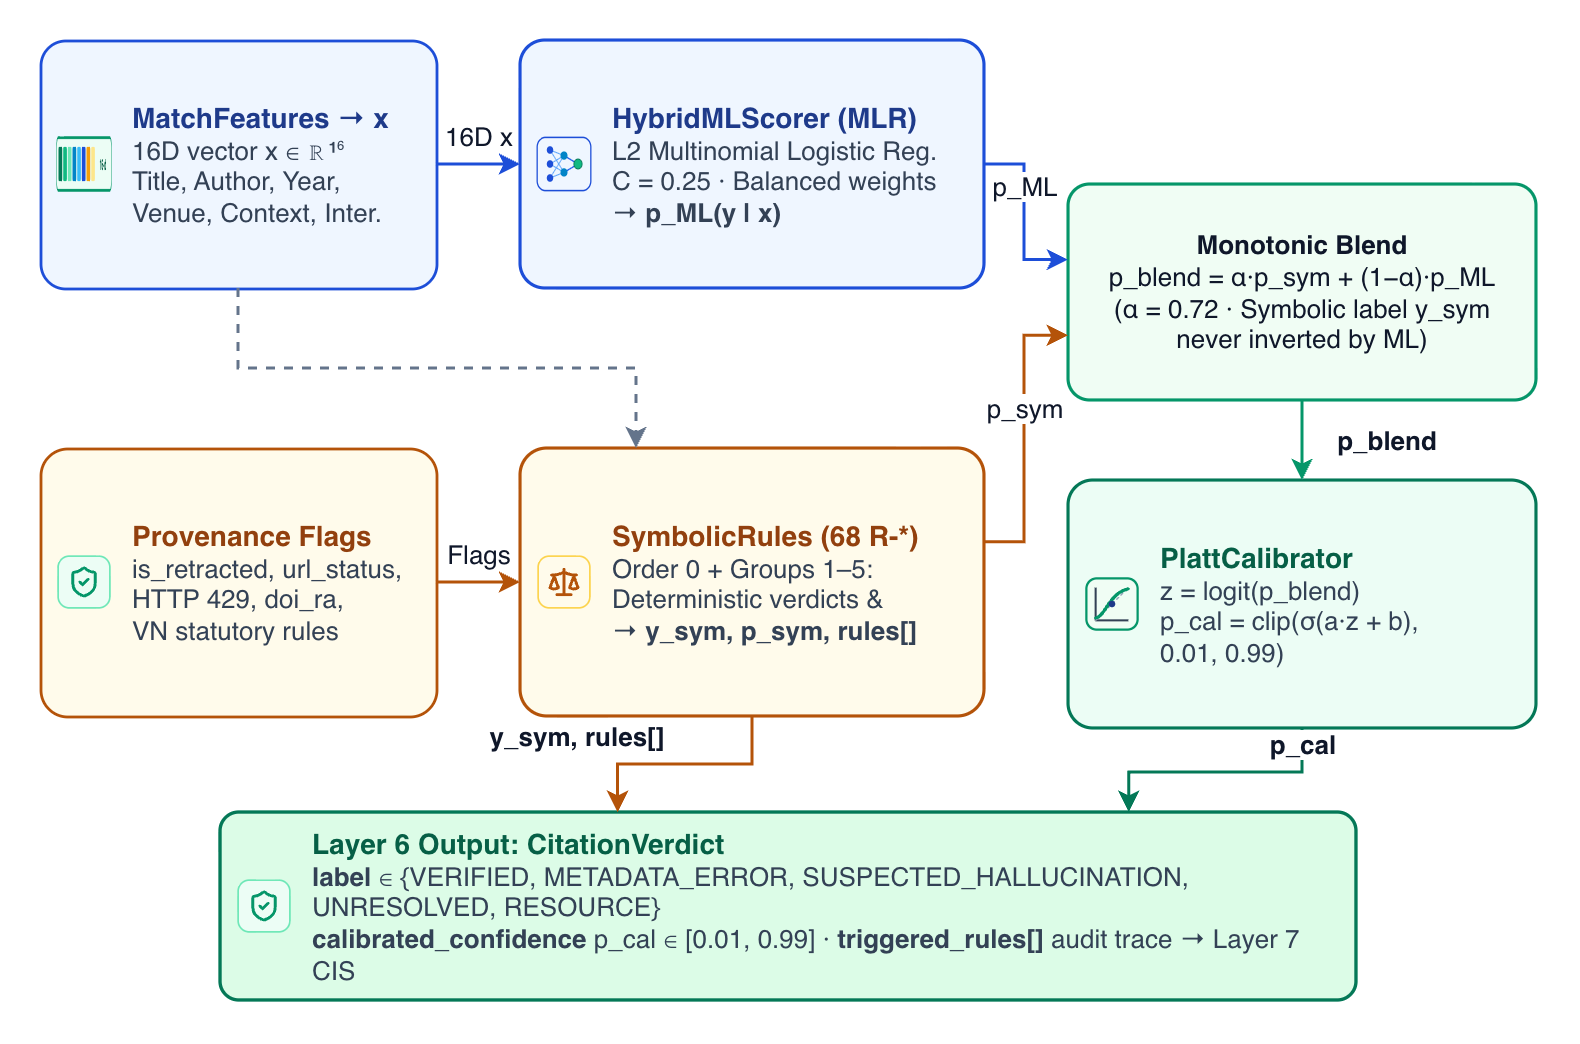 MatchFeatures → x
16D vector x ∈ ℝ ¹⁶
Title, Author, Year,
Venue, Context, Inter.
16D x
HybridMLScorer (MLR)
L2 Multinomial Logistic Reg.
C = 0.25 · Balanced weights
→ p_ML(y | x)
p_ML
Monotonic Blend
p_blend = α·p_sym + (1−α)·p_ML
(α = 0.72 · Symbolic label y_sym
never inverted by ML)
p_sym
p_blend
Provenance Flags
is_retracted, url_status,
HTTP 429, doi_ra,
VN statutory rules
Flags
SymbolicRules (68 R-*)
Order 0 + Groups 1–5:
Deterministic verdicts &
→ y_sym, p_sym, rules[]
PlattCalibrator
z = logit(p_blend)
p_cal = clip(σ(a·z + b),
0.01, 0.99)
y_sym, rules[]
p_cal
Layer 6 Output: CitationVerdict
label ∈ {VERIFIED, METADATA_ERROR, SUSPECTED_HALLUCINATION,
UNRESOLVED, RESOURCE}
calibrated_confidence p_cal ∈ [0.01, 0.99] · triggered_rules[] audit trace → Layer 7
CIS